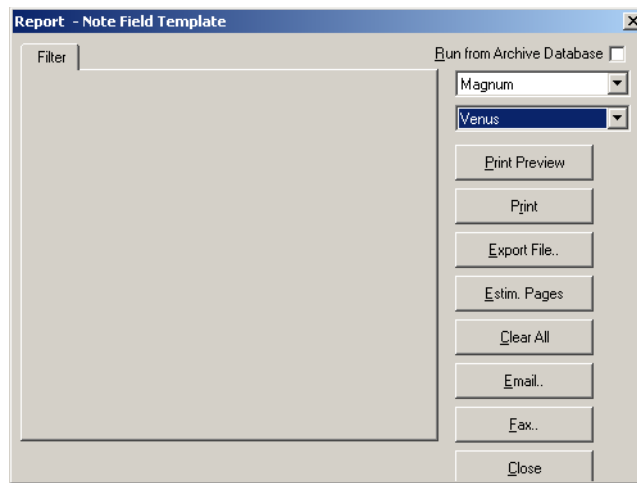 Report - Note Field Template
Filter
Run from Archive Database
Magnum
Venus
Print Preview
Print
Export File..
Estim. Pages
Clear All
Email..
Fax..
Close